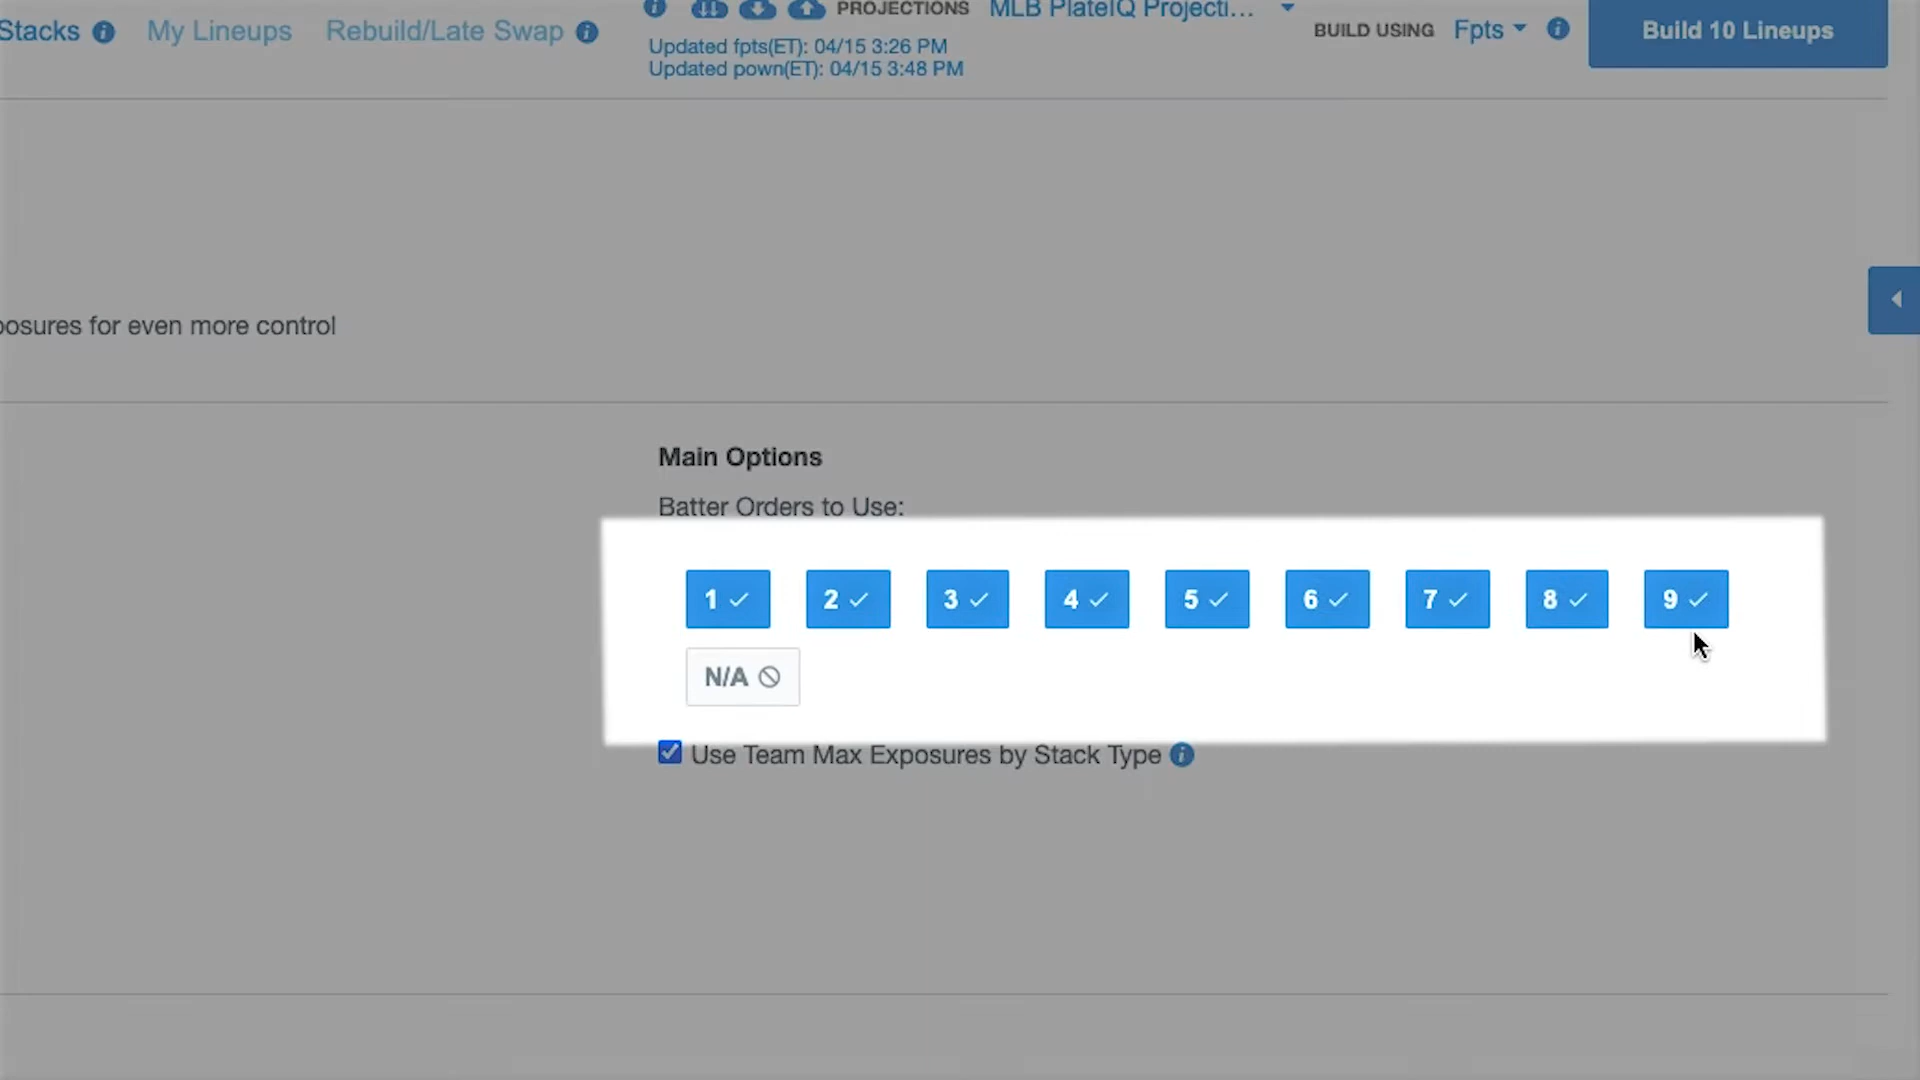 Stacks My Lineups Rebuild/Late Swap
PROJECTIONS MLB PlateIQ Projecti...
Updated fpts(ET): 04/15 3:26 PM
Updated pown(ET): 04/15 3:48 PM
BUILD USING Fpts
Build 10 Lineups
posures for even more control
Main Options
Batter Orders to Use:
1 2 3 4 5 6 7 8 9
N/A
Use Team Max Exposures by Stack Type